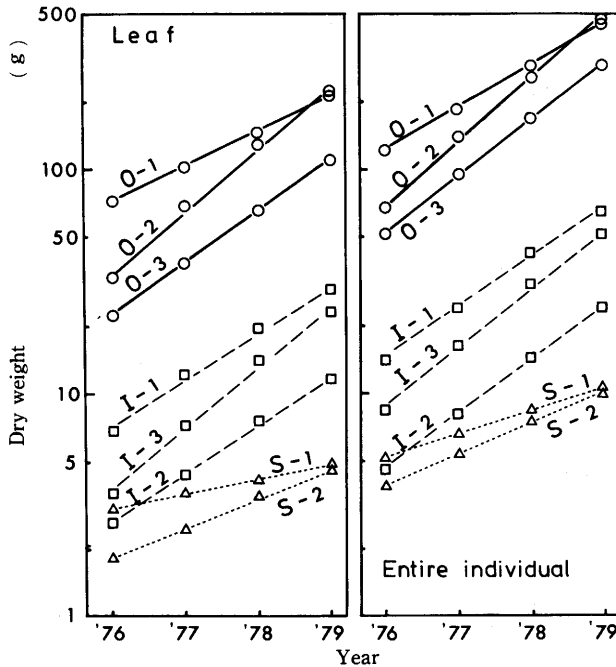 500
(g)
Leaf
O-1
O-2
O-3
100
50
I-1
I-3
I-2
10
5
S-1
S-2
1
Dry weight
'76 '77 '78 '79
O-1
O-2
O-3
I-1
I-3
I-2
S-1
S-2
Entire individual
'76 '77 '78 '79
Year